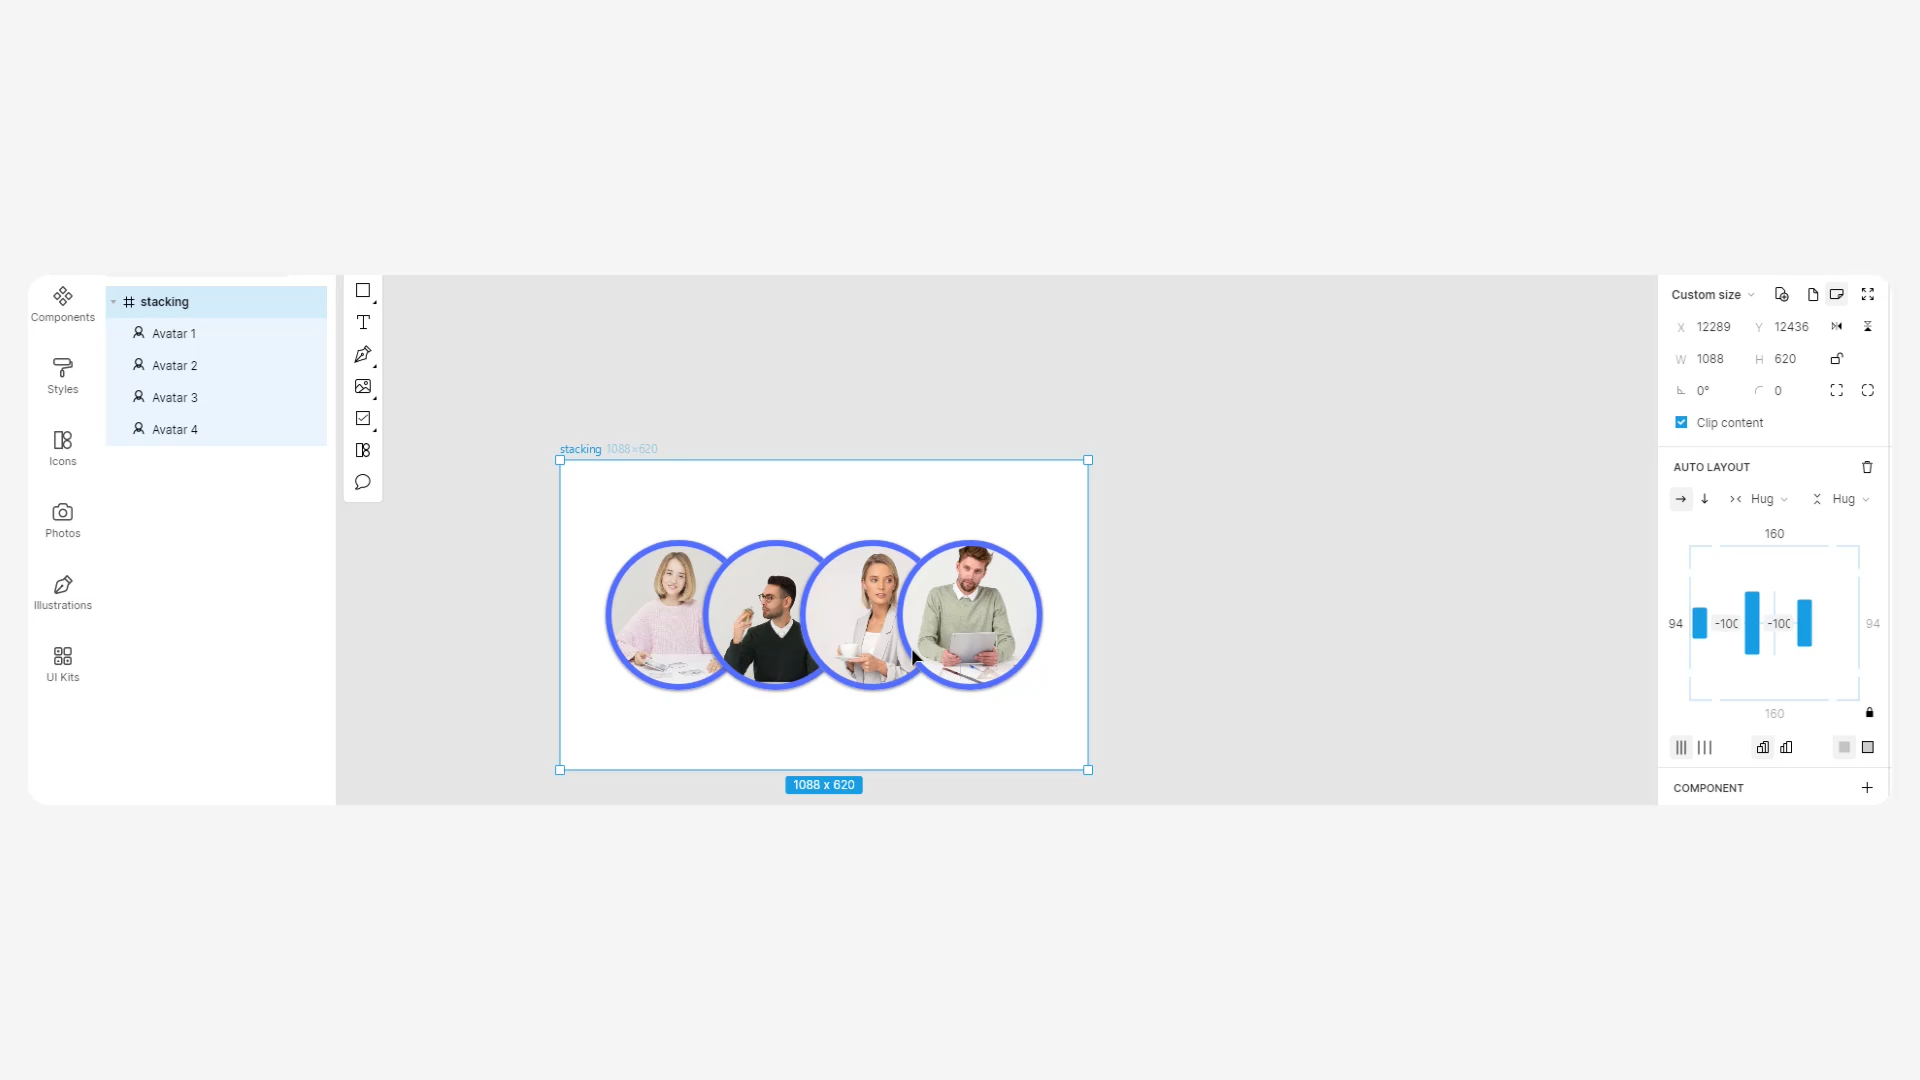 Components
Styles
Icons
Photos
Illustrations
UI Kits
stacking
Avatar 1
Avatar 2
Avatar 3
Avatar 4
stacking 1088×620
1088 x 620
Custom size
X 12289 Y 12436
W 1088 H 620
0° 0
Clip content
AUTO LAYOUT
Hug Hug
160
94 -100 -100 94
160
COMPONENT